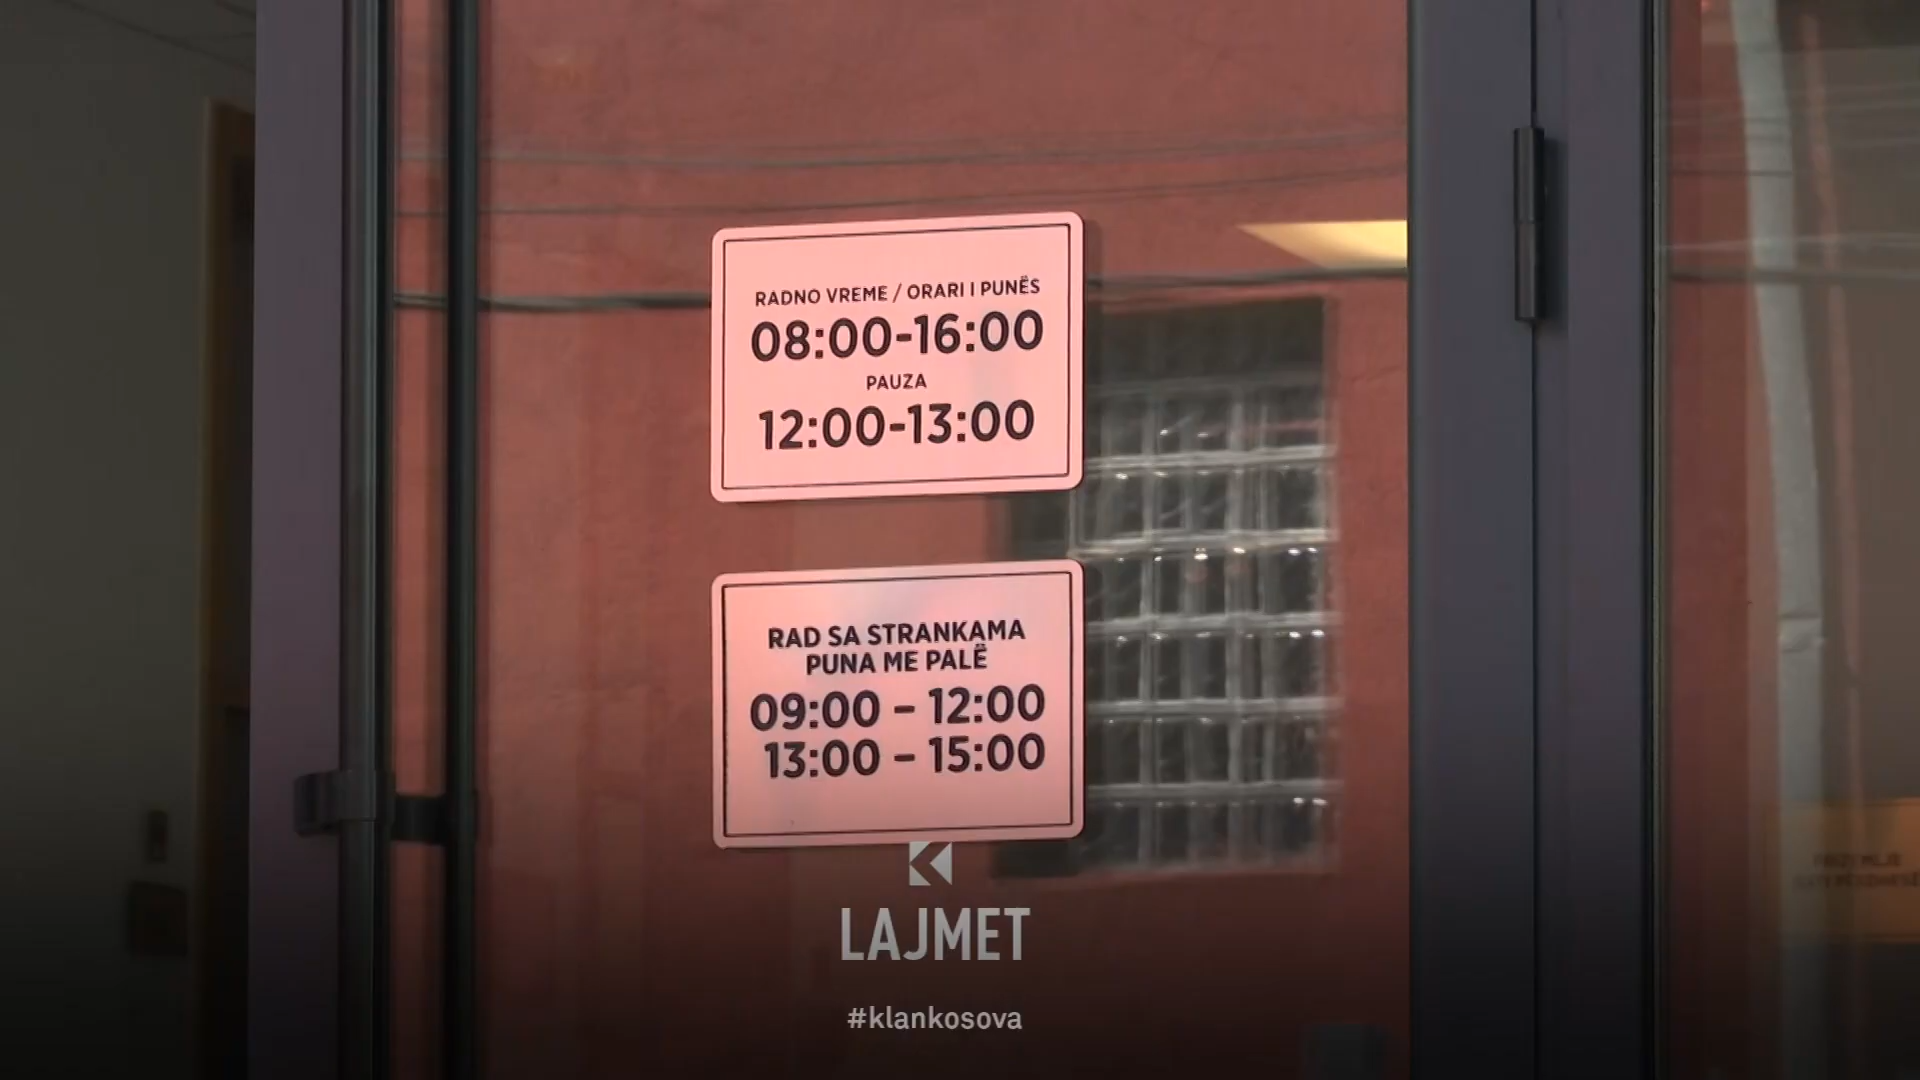 RADNO VREME / ORARI I PUNËS
08:00-16:00
PAUZA
12:00-13:00
RAD SA STRANKAMA
PUNA ME PALË
09:00 – 12:00
13:00 – 15:00
LAJMET
#klankosova